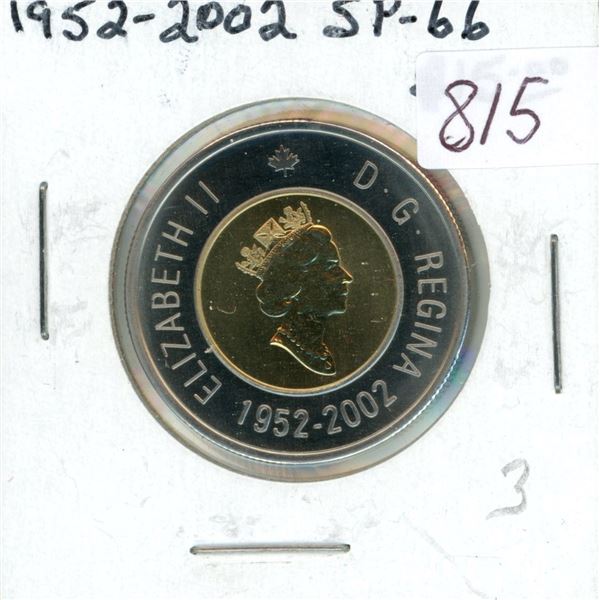 1952-2002 SP-66
815
ELIZABETH II D. G. REGINA
1952-2002
3